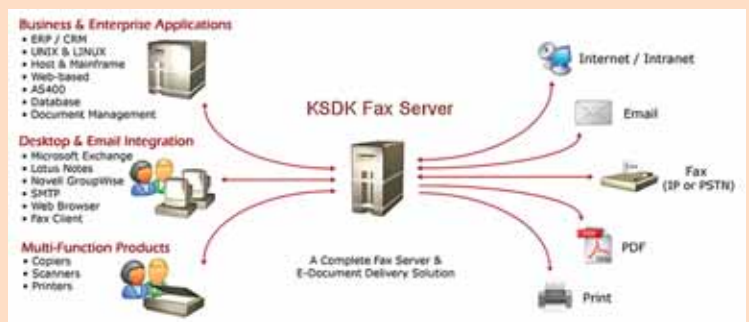 Business & Enterprise Applications
• ERP / CRM
• UNIX & LINUX
• Host & Mainframe
• Web-based
• AS400
• Database
• Document Management
Desktop & Email Integration
• Microsoft Exchange
• Lotus Notes
• Novell GroupWise
• SMTP
• Web Browser
• Fax Client
Multi-Function Products
• Copiers
• Scanners
• Printers
KSDK Fax Server
A Complete Fax Server &
E-Document Delivery Solution
Internet / Intranet
Email
Fax
(IP or PSTN)
PDF
Print